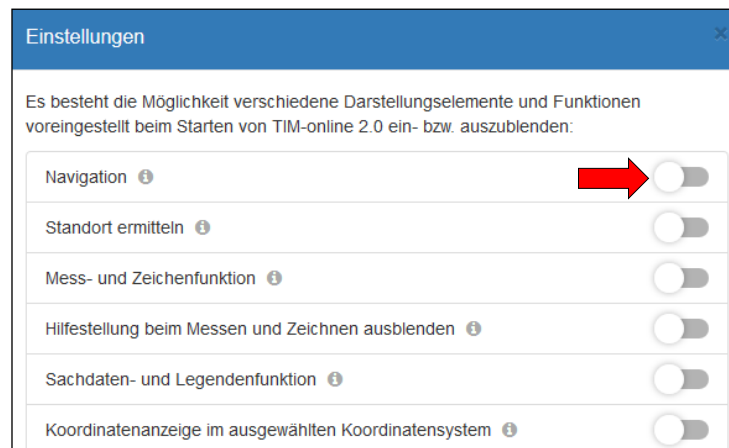 Einstellungen
Es besteht die Möglichkeit verschiedene Darstellungselemente und Funktionen
voreingestellt beim Starten von TIM-online 2.0 ein- bzw. auszublenden:
Navigation
Standort ermitteln
Mess- und Zeichenfunktion
Hilfestellung beim Messen und Zeichnen ausblenden
Sachdaten- und Legendenfunktion
Koordinatenanzeige im ausgewählten Koordinatensystem